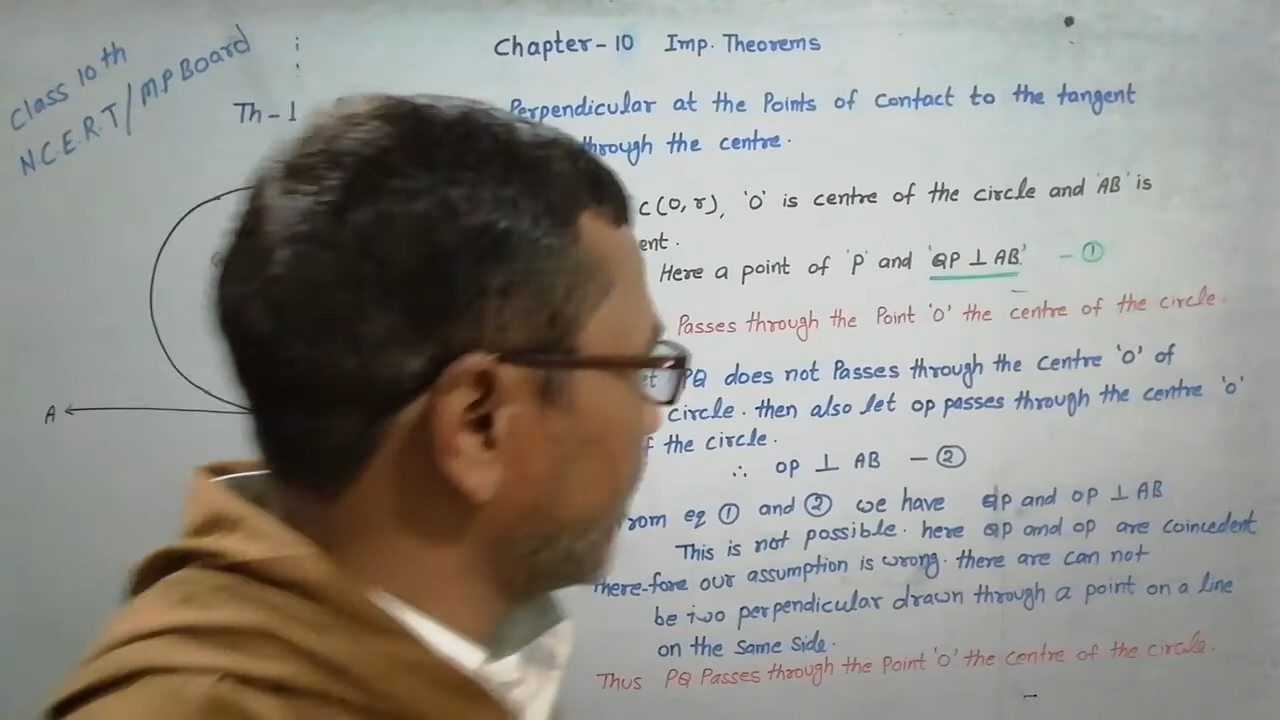 Class 10th
N.C.E.R.T/M.P Board
Chapter-10 Imp. Theorems
Th-1
Perpendicular at the Points of Contact to the tangent
through the centre.
C(O,r), 'O' is centre of the circle and 'AB' is
ent.
Here a point of 'P' and 'QP ⊥ AB' - ①
Passes through the Point 'O' the centre of the circle.
PQ does not Passes through the Centre 'O' of
circle. then also let OP passes through the centre 'O'
f the circle.
∴ OP ⊥ AB - ②
A
rom eq ① and ② we have QP and OP ⊥ AB
This is not possible. here QP and OP are coincedent
There-fore our assumption is wrong. there are can not
be two perpendicular drawn through a point on a line
on the same side.
Thus PQ Passes through the Point 'O' the centre of the circle.